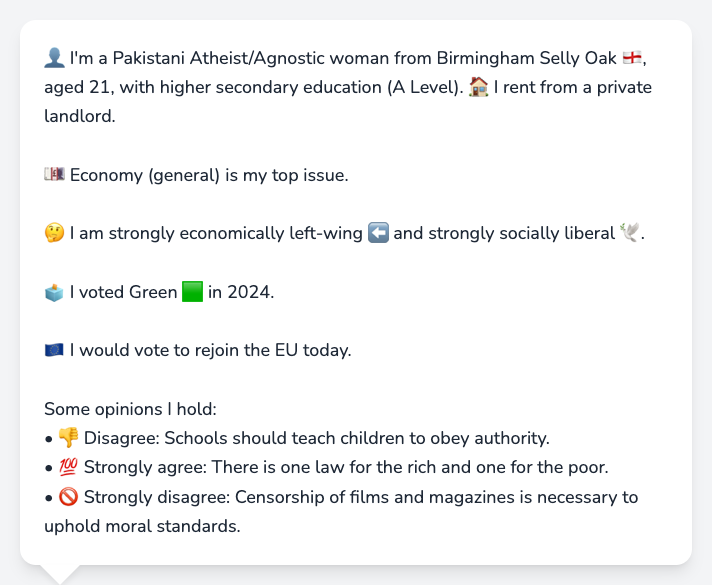 👤 I'm a Pakistani Atheist/Agnostic woman from Birmingham Selly Oak 🏴󠁧󠁢󠁥󠁮󠁧󠁿,
aged 21, with higher secondary education (A Level). 🏠 I rent from a private
landlord.
💷 Economy (general) is my top issue.
🤔 I am strongly economically left-wing ⬅️ and strongly socially liberal 🕊️.
🗳️ I voted Green 🟩 in 2024.
🇪🇺 I would vote to rejoin the EU today.
Some opinions I hold:
• 👎 Disagree: Schools should teach children to obey authority.
• 💯 Strongly agree: There is one law for the rich and one for the poor.
• 🚫 Strongly disagree: Censorship of films and magazines is necessary to
uphold moral standards.